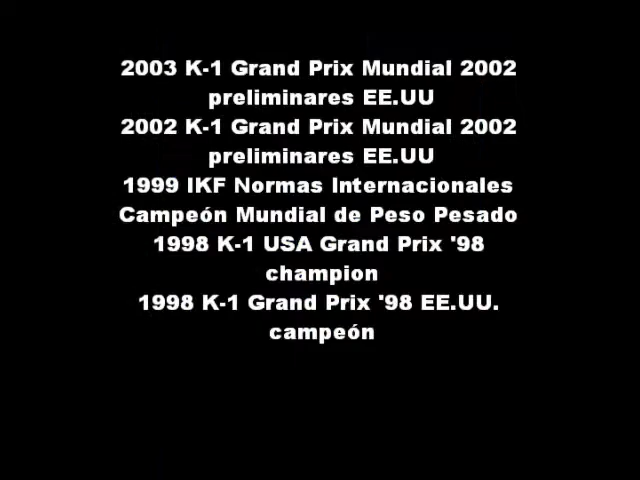 2003 K-1 Grand Prix Mundial 2002
preliminares EE.UU
2002 K-1 Grand Prix Mundial 2002
preliminares EE.UU
1999 IKF Normas Internacionales
Campeón Mundial de Peso Pesado
1998 K-1 USA Grand Prix '98
champion
1998 K-1 Grand Prix '98 EE.UU.
campeón